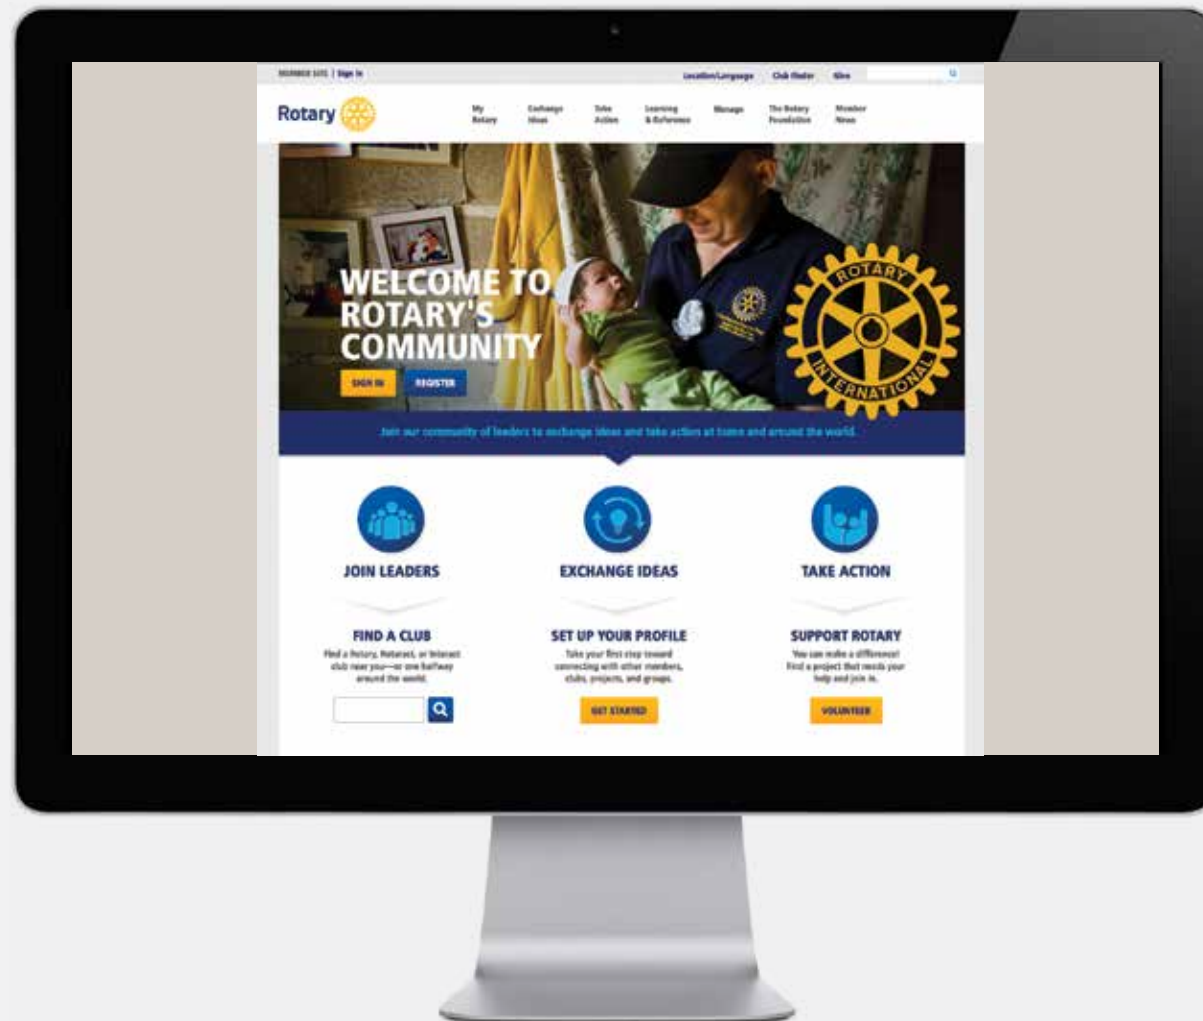 MEMBER SITE | Sign In
Location/Language Club Finder Give
Rotary
My Rotary
Exchange Ideas
Take Action
Learning & Reference
Manage
The Rotary Foundation
Member News
WELCOME TO
ROTARY'S
COMMUNITY
SIGN IN REGISTER
ROTARY
INTERNATIONAL
Join our community of leaders to exchange ideas and take action at home and around the world.
JOIN LEADERS
EXCHANGE IDEAS
TAKE ACTION
FIND A CLUB
Find a Rotary, Rotaract, or Interact
club near you—or one halfway
around the world.
SET UP YOUR PROFILE
Take your first step toward
connecting with other members,
clubs, projects, and groups.
GET STARTED
SUPPORT ROTARY
You can make a difference!
Find a project that needs your
help and join in.
VOLUNTEER